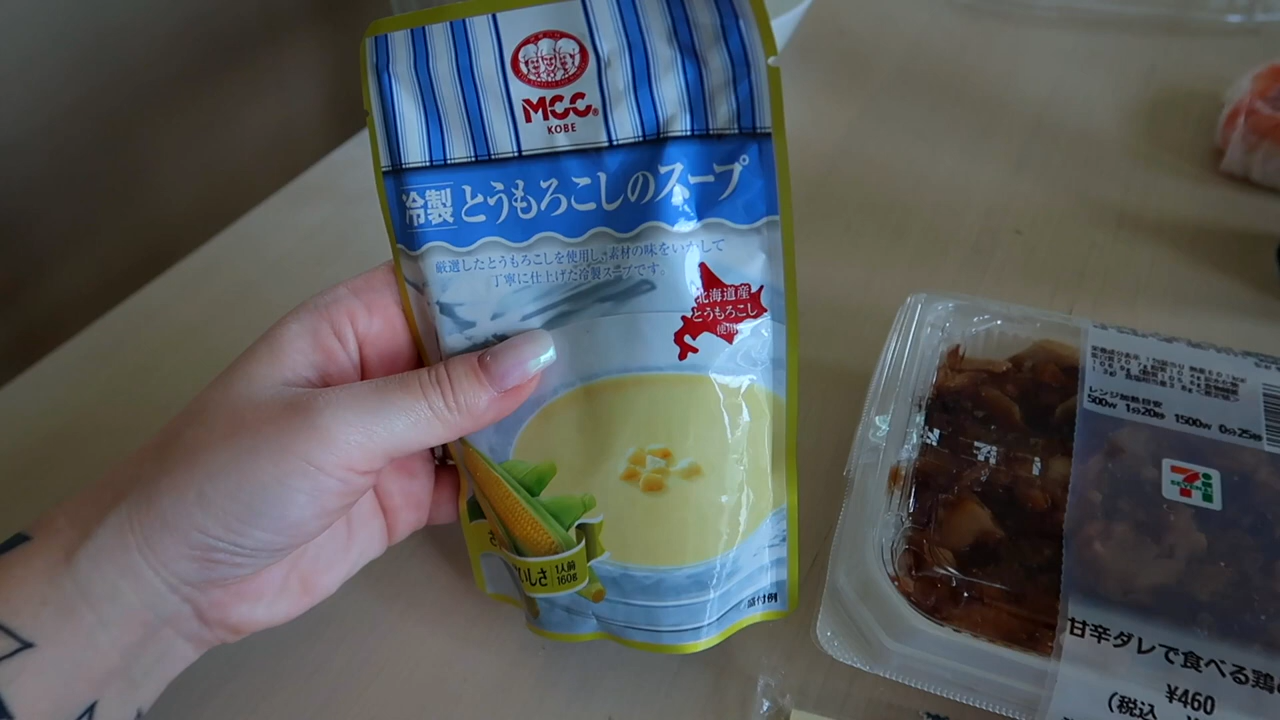 MCC
KOBE
冷製 とうもろこしのスープ
厳選したとうもろこしを使用し、素材の味をいかして
丁寧に仕上げた冷製スープです。
北海道産
とうもろこし
使用
いしさ
1人前
160g
盛付例
レンジ加熱目安
500W 1分20秒 1500W 0分25秒
甘辛ダレで食べる鶏
¥460
(税込